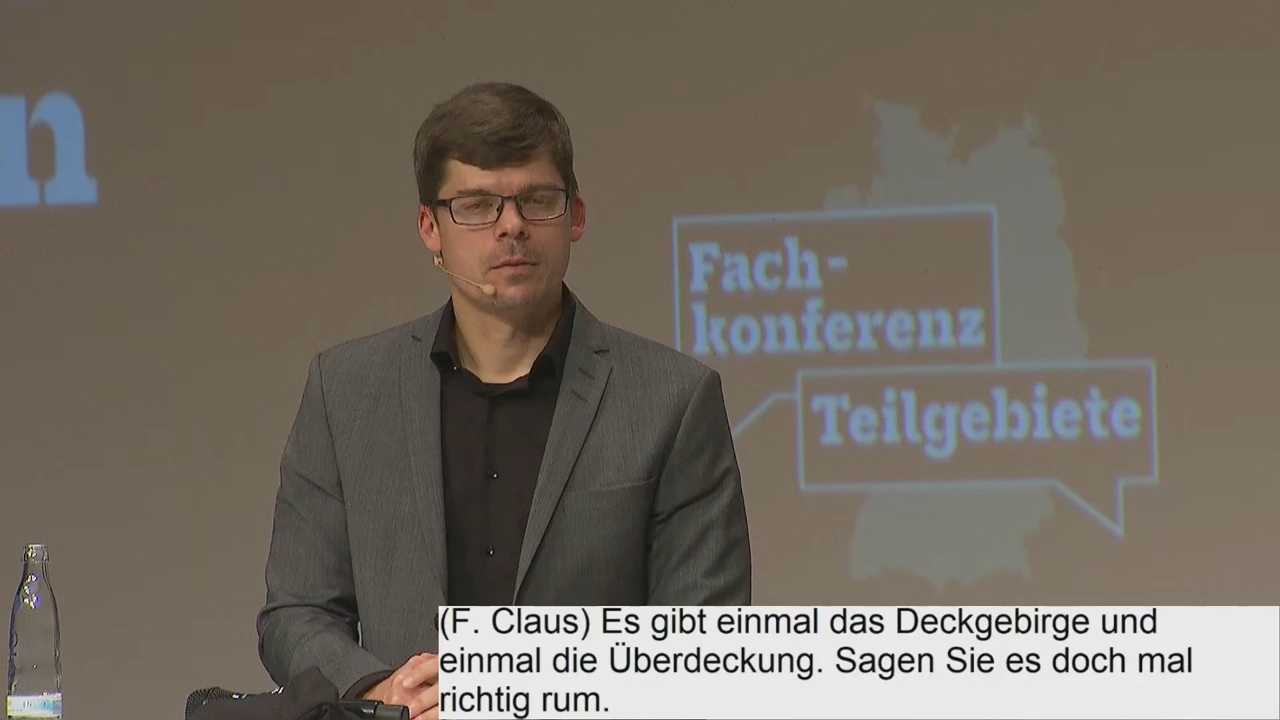 n
Fach-
konferenz
Teilgebiete
(F. Claus) Es gibt einmal das Deckgebirge und
einmal die Überdeckung. Sagen Sie es doch mal
richtig rum.